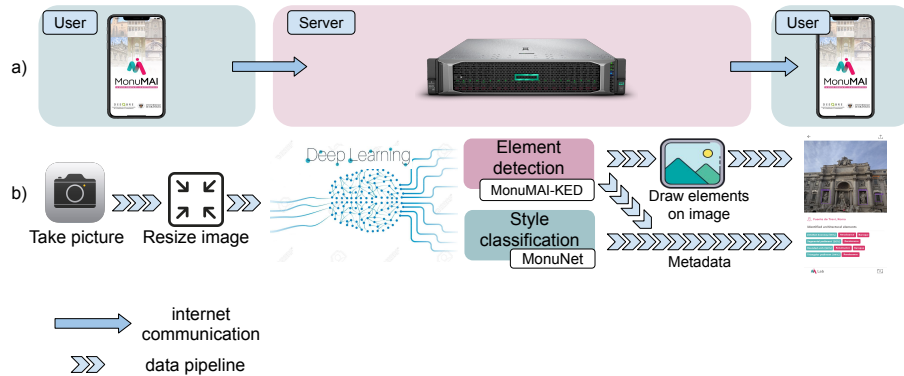 User
Server
User
a)
MonuMAI
MonuMAI
Deep Learning
Element
detection
MonuMAI-KED
b)
Take picture
Resize image
Draw elements
on image
Style
classification
MonuNet
Metadata
internet
communication
data pipeline